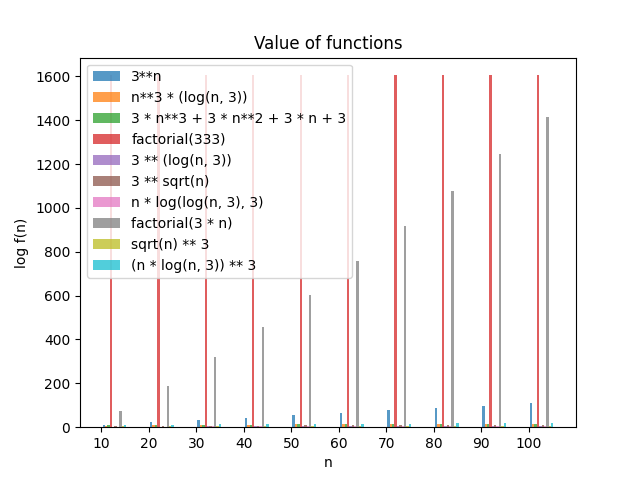 Value of functions
3**n
n**3 * (log(n, 3))
3 * n**3 + 3 * n**2 + 3 * n + 3
factorial(333)
3 ** (log(n, 3))
3 ** sqrt(n)
n * log(log(n, 3), 3)
factorial(3 * n)
sqrt(n) ** 3
(n * log(n, 3)) ** 3
1600
1400
1200
1000
800
600
400
200
0
log f(n)
10 20 30 40 50 60 70 80 90 100
n